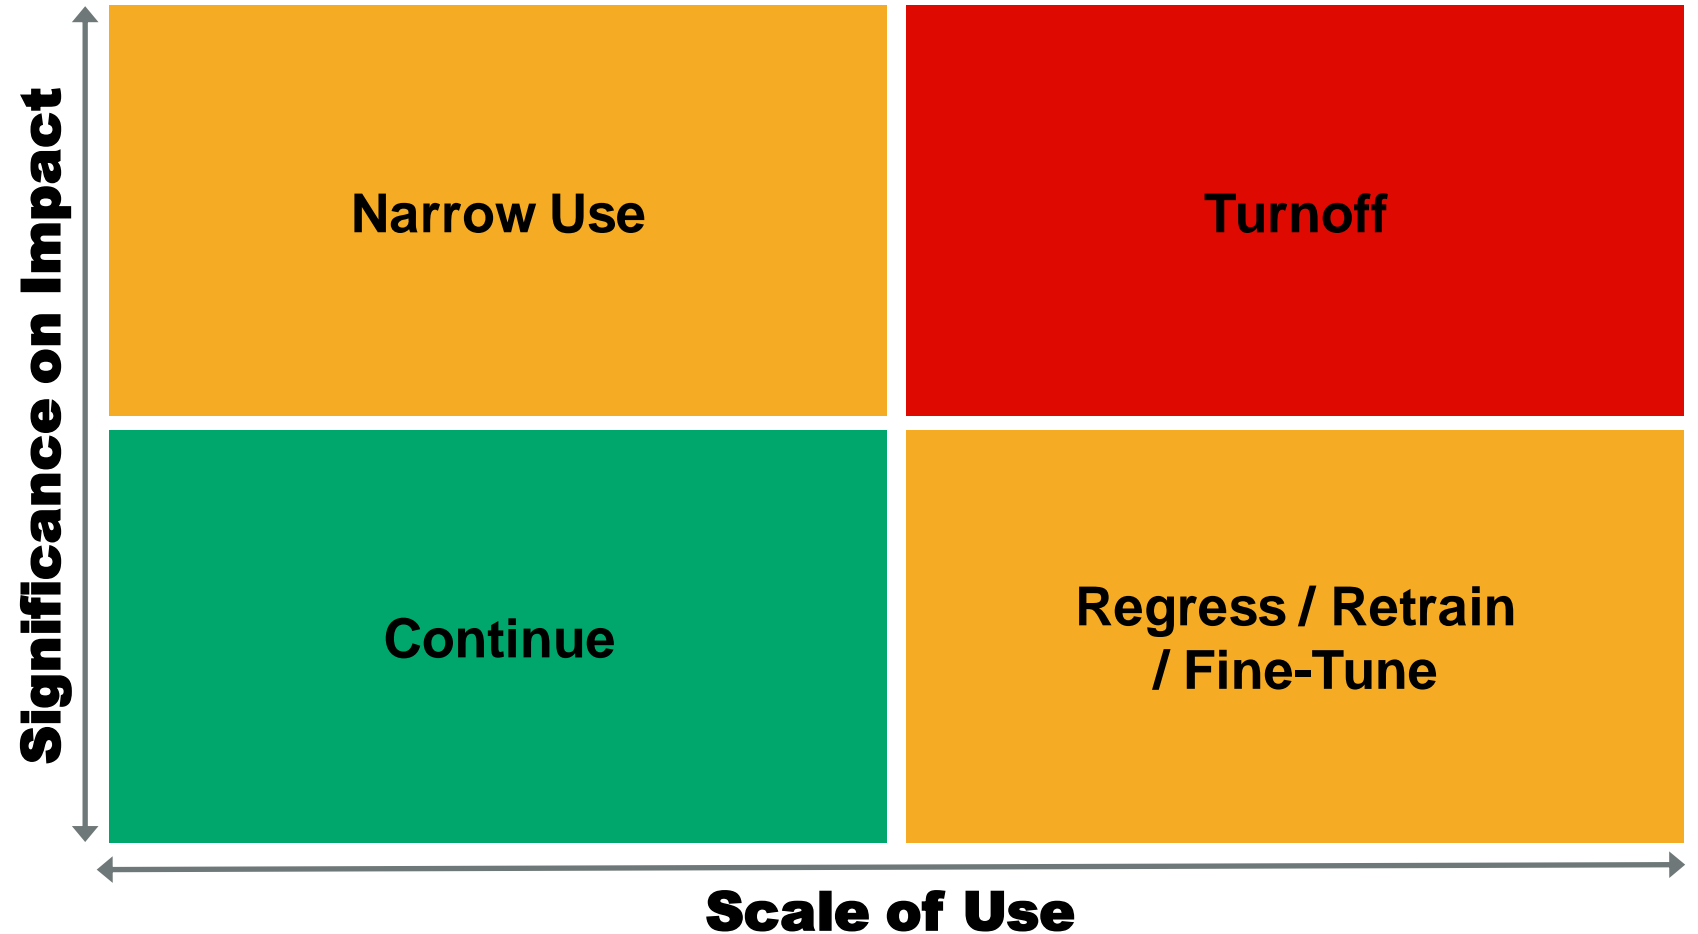 Significance on Impact
Narrow Use
Turnoff
Continue
Regress / Retrain
/ Fine-Tune
Scale of Use